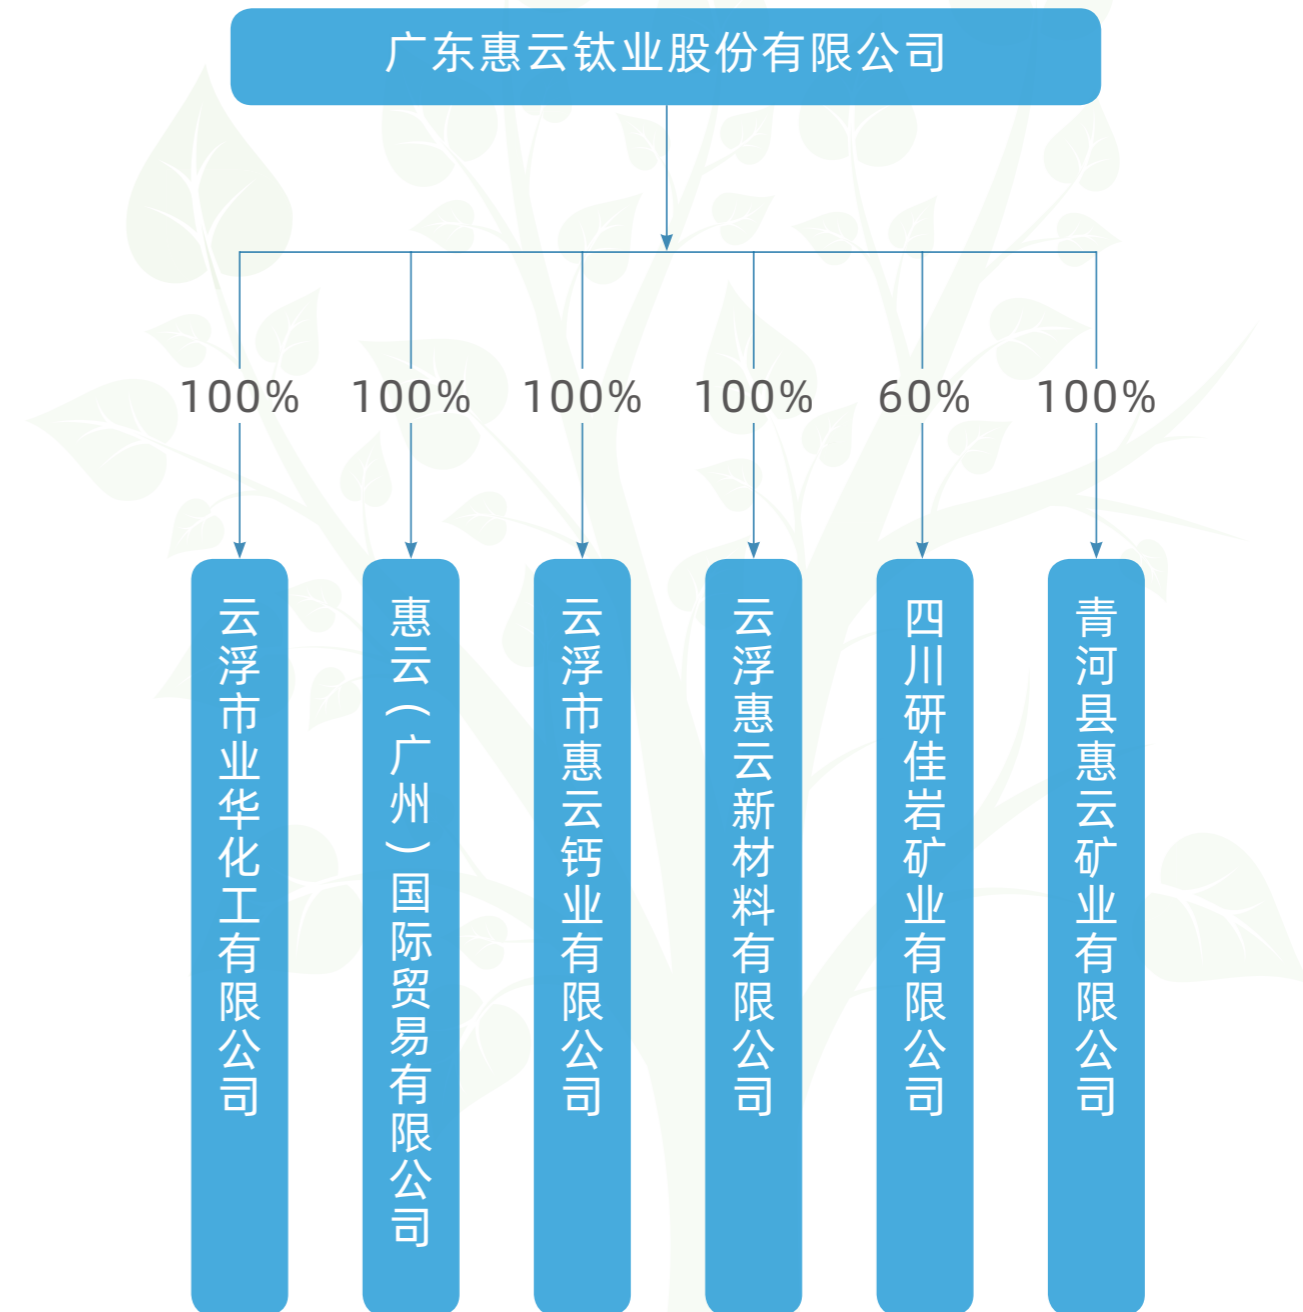 广东惠云钛业股份有限公司
100%
100%
100%
100%
60%
100%
云浮市业华化工有限公司
惠云（广州）国际贸易有限公司
云浮市惠云钙业有限公司
云浮惠云新材料有限公司
四川研佳岩矿业有限公司
青河县惠云矿业有限公司